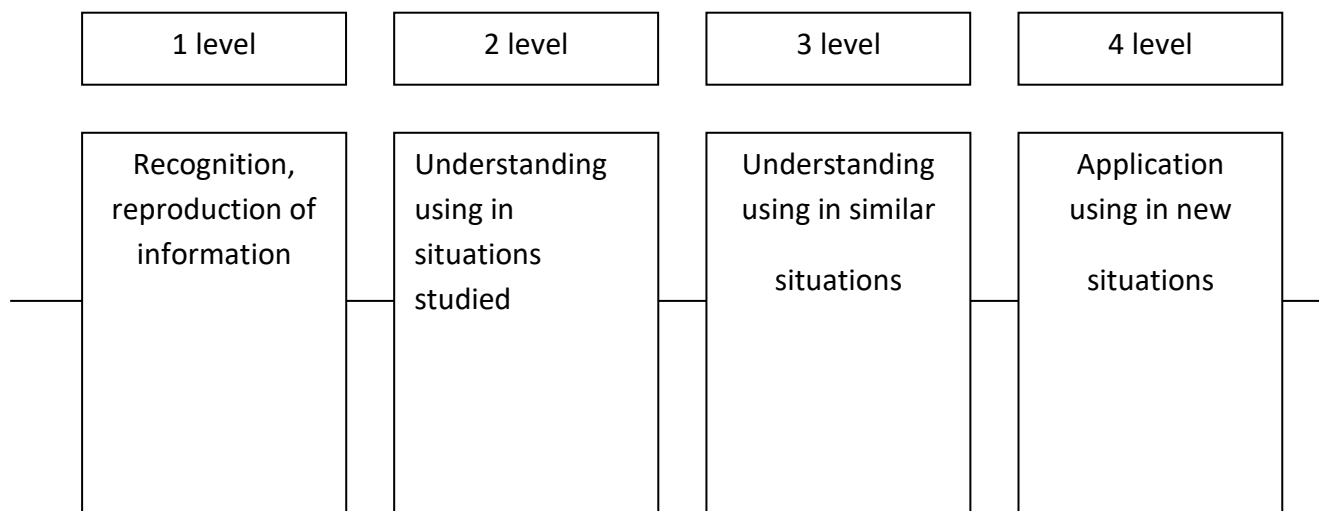 1 level
2 level
3 level
4 level
Recognition,
reproduction of
information
Understanding
using in
situations
studied
Understanding
using in similar
situations
Application
using in new
situations